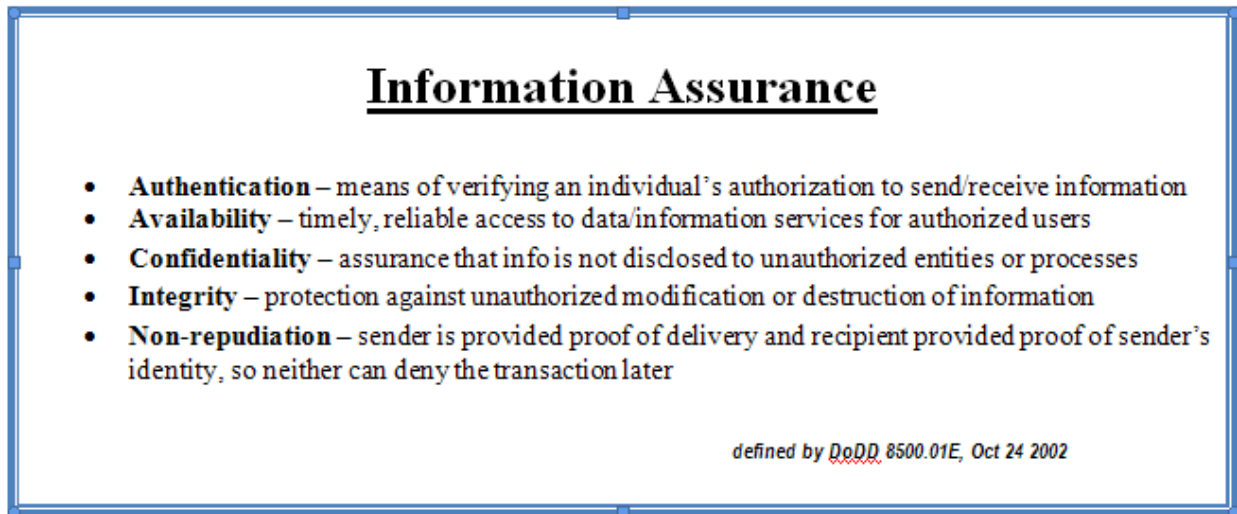 Information Assurance
• Authentication – means of verifying an individual’s authorization to send/receive information
• Availability – timely, reliable access to data/information services for authorized users
• Confidentiality – assurance that info is not disclosed to unauthorized entities or processes
• Integrity – protection against unauthorized modification or destruction of information
• Non-repudiation – sender is provided proof of delivery and recipient provided proof of sender’s
identity, so neither can deny the transaction later
defined by DoDD 8500.01E, Oct 24 2002